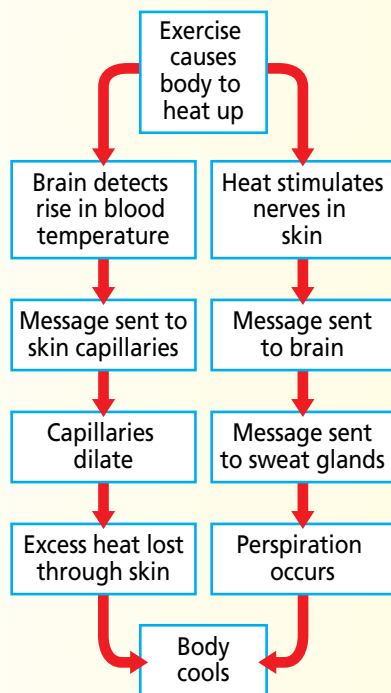 Exercise
causes
body to
heat up
Brain detects
rise in blood
temperature
Heat stimulates
nerves in
skin
Message sent to
skin capillaries
Message sent
to brain
Capillaries
dilate
Message sent
to sweat glands
Excess heat lost
through skin
Perspiration
occurs
Body
cools